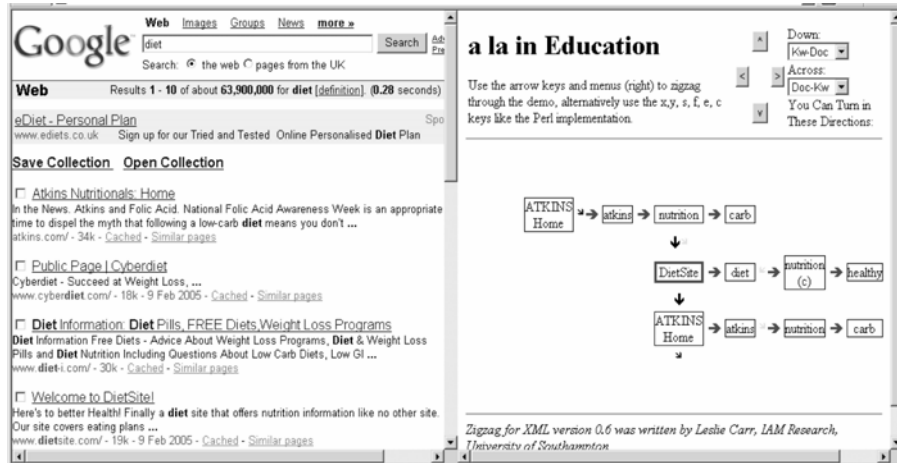 Google
Web Images Groups News more »
diet
Search
Search: the web pages from the UK
Web Results 1 - 10 of about 63,900,000 for diet [definition]. (0.28 seconds)
eDiet - Personal Plan Spo
www.ediets.co.uk Sign up for our Tried and Tested Online Personalised Diet Plan
Save Collection Open Collection
Atkins Nutritionals: Home
In the News. Atkins and Folic Acid. National Folic Acid Awareness Week is an appropriate
time to dispel the myth that following a low-carb diet means you don't ...
atkins.com/ - 34k - Cached - Similar pages
Public Page | Cyberdiet
Cyberdiet - Succeed at Weight Loss, ...
www.cyberdiet.com/ - 18k - 9 Feb 2005 - Cached - Similar pages
Diet Information: Diet Pills, FREE Diets,Weight Loss Programs
Diet Information Free Diets - Advice About Weight Loss Programs, Diet & Weight Loss
Pills and Diet Nutrition Including Questions About Low Carb Diets, Low GI ...
www.diet-i.com/ - 30k - Cached - Similar pages
Welcome to DietSite!
Here's to better Health! Finally a diet site that offers nutrition information like no other site.
Our site covers eating plans ...
www.dietsite.com/ - 19k - 9 Feb 2005 - Cached - Similar pages
a la in Education
Use the arrow keys and menus (right) to zigzag
through the demo, alternatively use the x,y, s, f, e, c
keys like the Perl implementation.
Down:
Kw-Doc
Across:
Doc-Kw
You Can Turn in
These Directions:
ATKINS
Home
atkins
nutrition
carb
DietSite
diet
nutrition
(c)
healthy
ATKINS
Home
atkins
nutrition
carb
Zigzag for XML version 0.6 was written by Leslie Carr, IAM Research,
University of Southampton